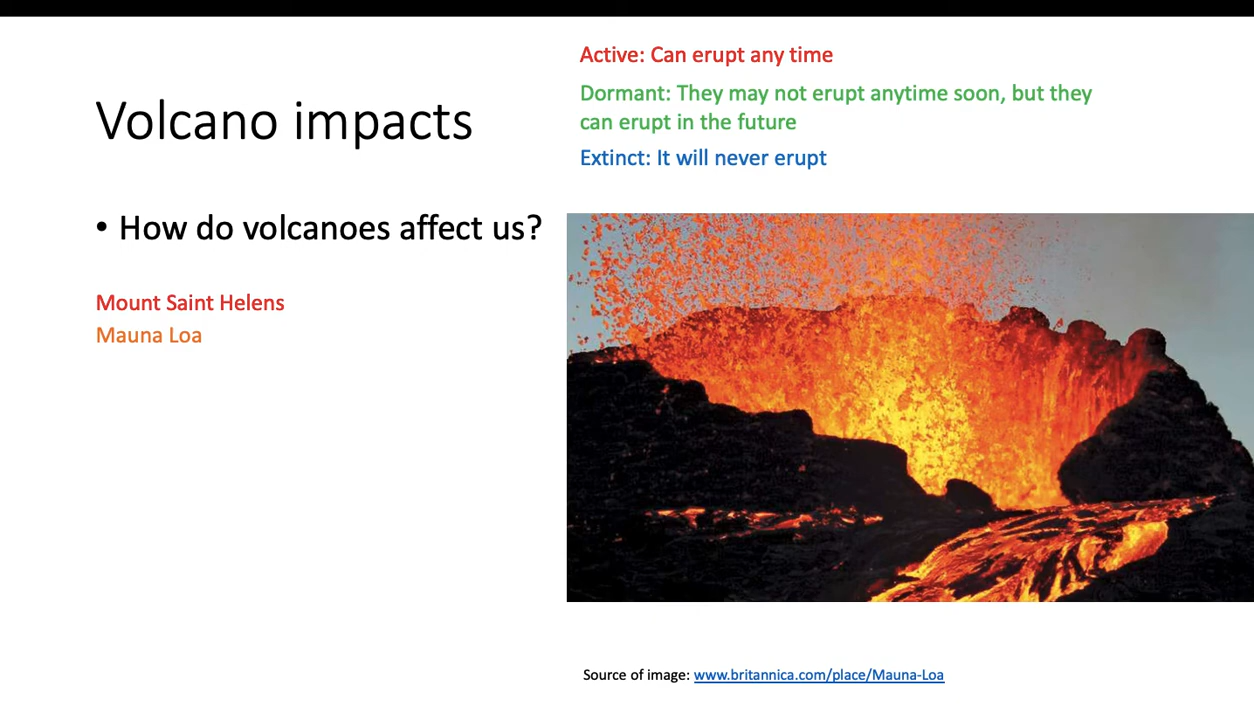 Volcano impacts
• How do volcanoes affect us?
Mount Saint Helens
Mauna Loa
Active: Can erupt any time
Dormant: They may not erupt anytime soon, but they
can erupt in the future
Extinct: It will never erupt
Source of image: www.britannica.com/place/Mauna-Loa